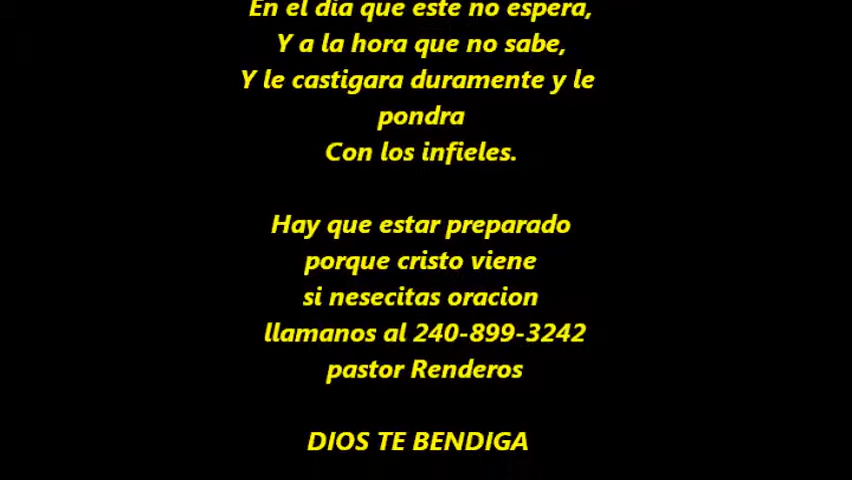 En el dia que este no espera,
Y a la hora que no sabe,
Y le castigara duramente y le
pondra
Con los infieles.
Hay que estar preparado
porque cristo viene
si nesecitas oracion
llamanos al 240-899-3242
pastor Renderos
DIOS TE BENDIGA